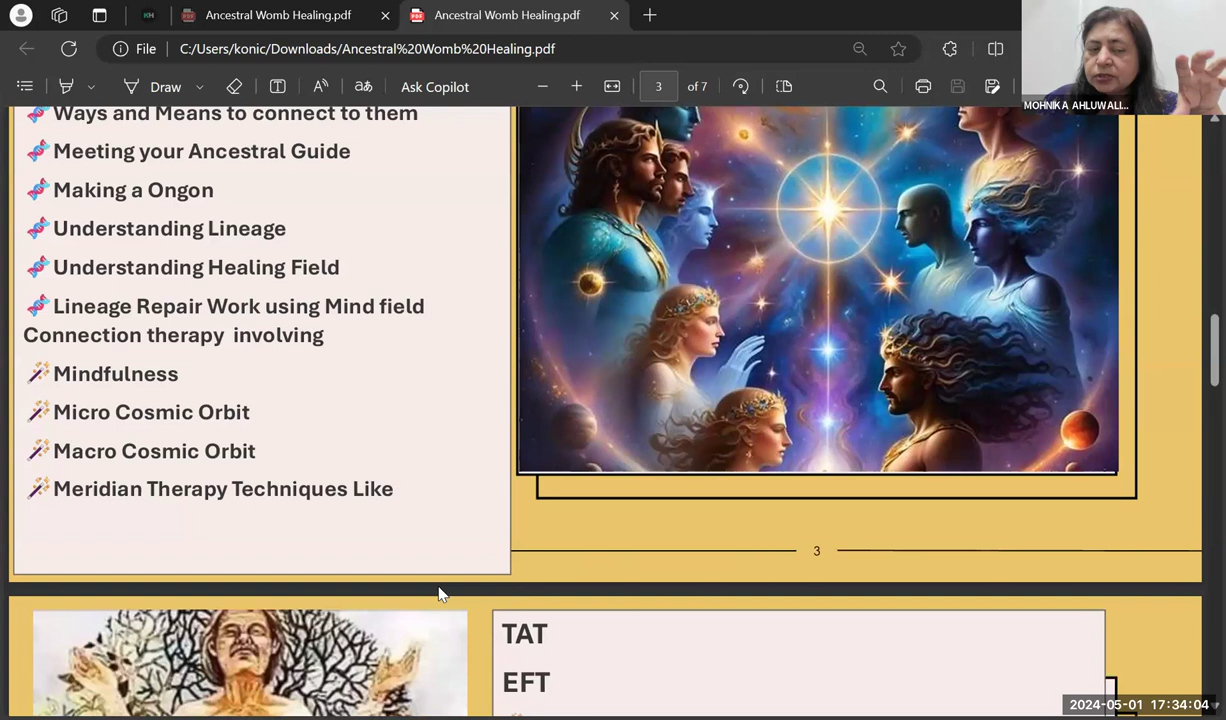 KH
Ancestral Womb Healing.pdf
Ancestral Womb Healing.pdf
File
C:/Users/konic/Downloads/Ancestral%20Womb%20Healing.pdf
Draw
aあ
Ask Copilot
3
of 7
MOHNIKA AHLUWALI...
Ways and Means to connect to them
Meeting your Ancestral Guide
Making a Ongon
Understanding Lineage
Understanding Healing Field
Lineage Repair Work using Mind field
Connection therapy involving
Mindfulness
Micro Cosmic Orbit
Macro Cosmic Orbit
Meridian Therapy Techniques Like
3
TAT
EFT
2024-05-01 17:34:04